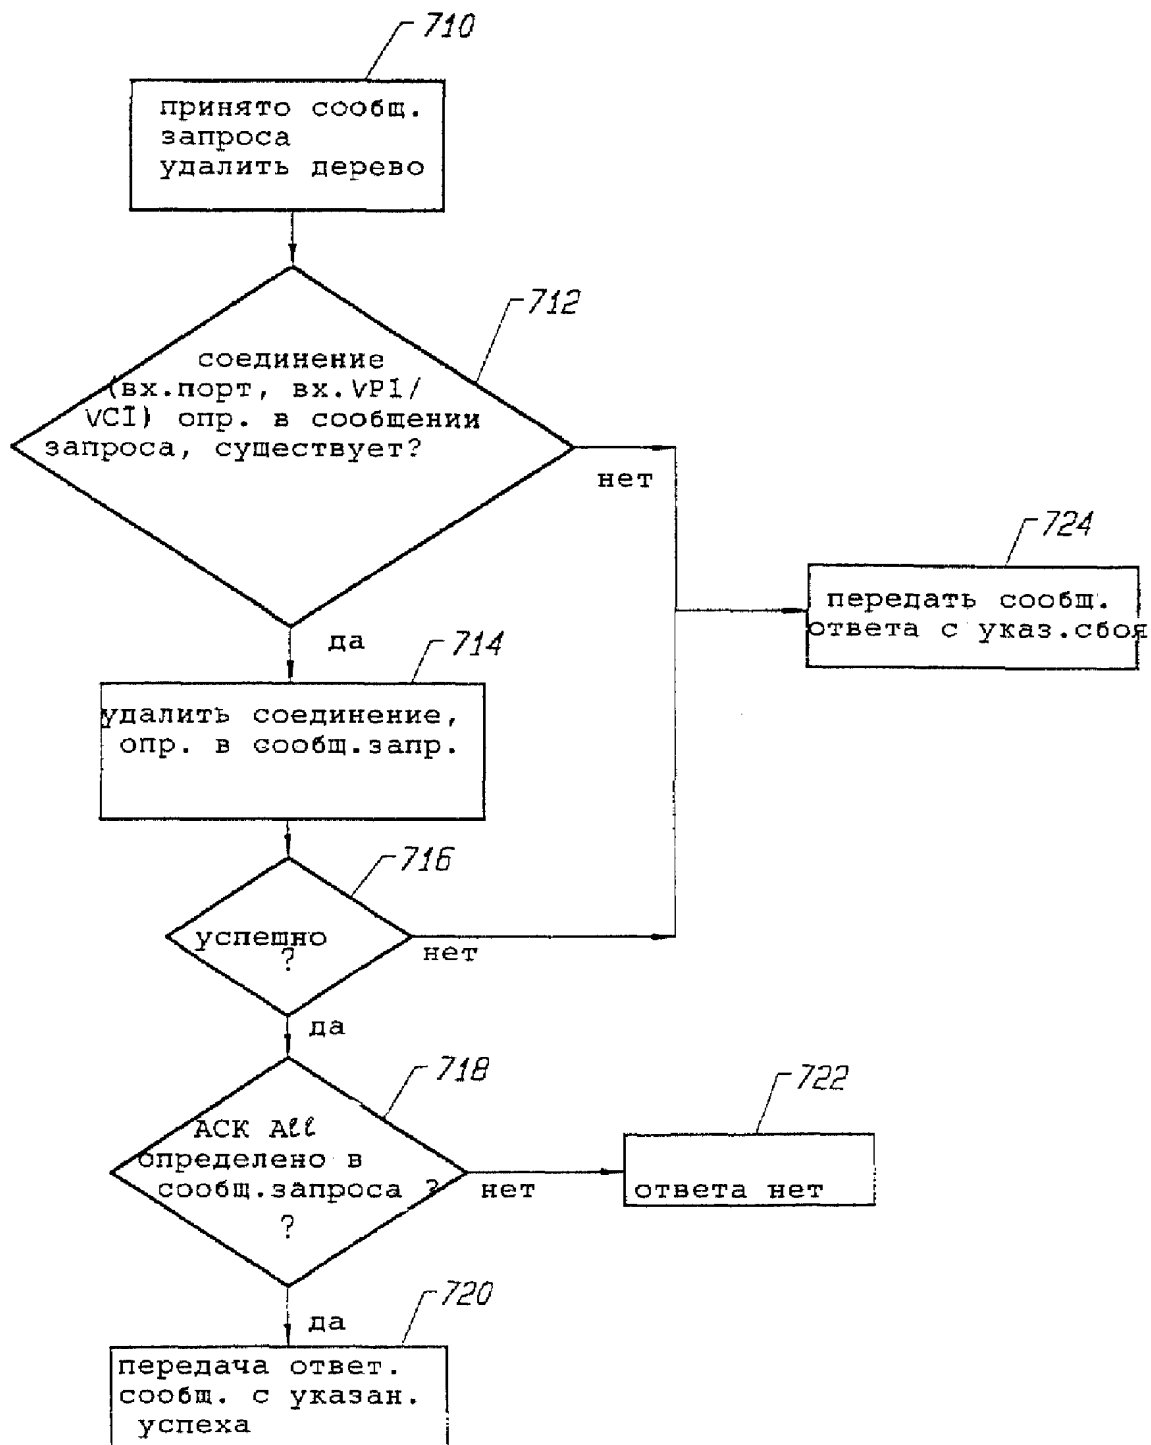 710
принято сообщ.
запроса
удалить дерево
712
соединение
(вх.порт, вх.VPI/
VCI) опр. в сообщении
запроса, существует?
нет
724
передать сообщ.
ответа с указ.сбоя
да
714
удалить соединение,
опр. в сообщ.запр.
716
успешно
?
нет
да
718
ACK All
определено в
сообщ.запроса ?
?
нет
722
ответа нет
да
720
передача ответ.
сообщ. с указан.
успеха